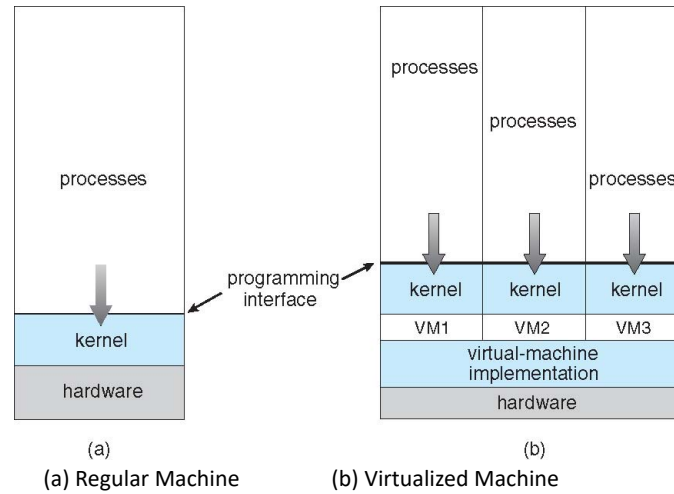 processes
kernel
hardware
(a)
programming
interface
processes
processes
processes
kernel kernel kernel
VM1 VM2 VM3
virtual-machine
implementation
hardware
(b)
(a) Regular Machine (b) Virtualized Machine